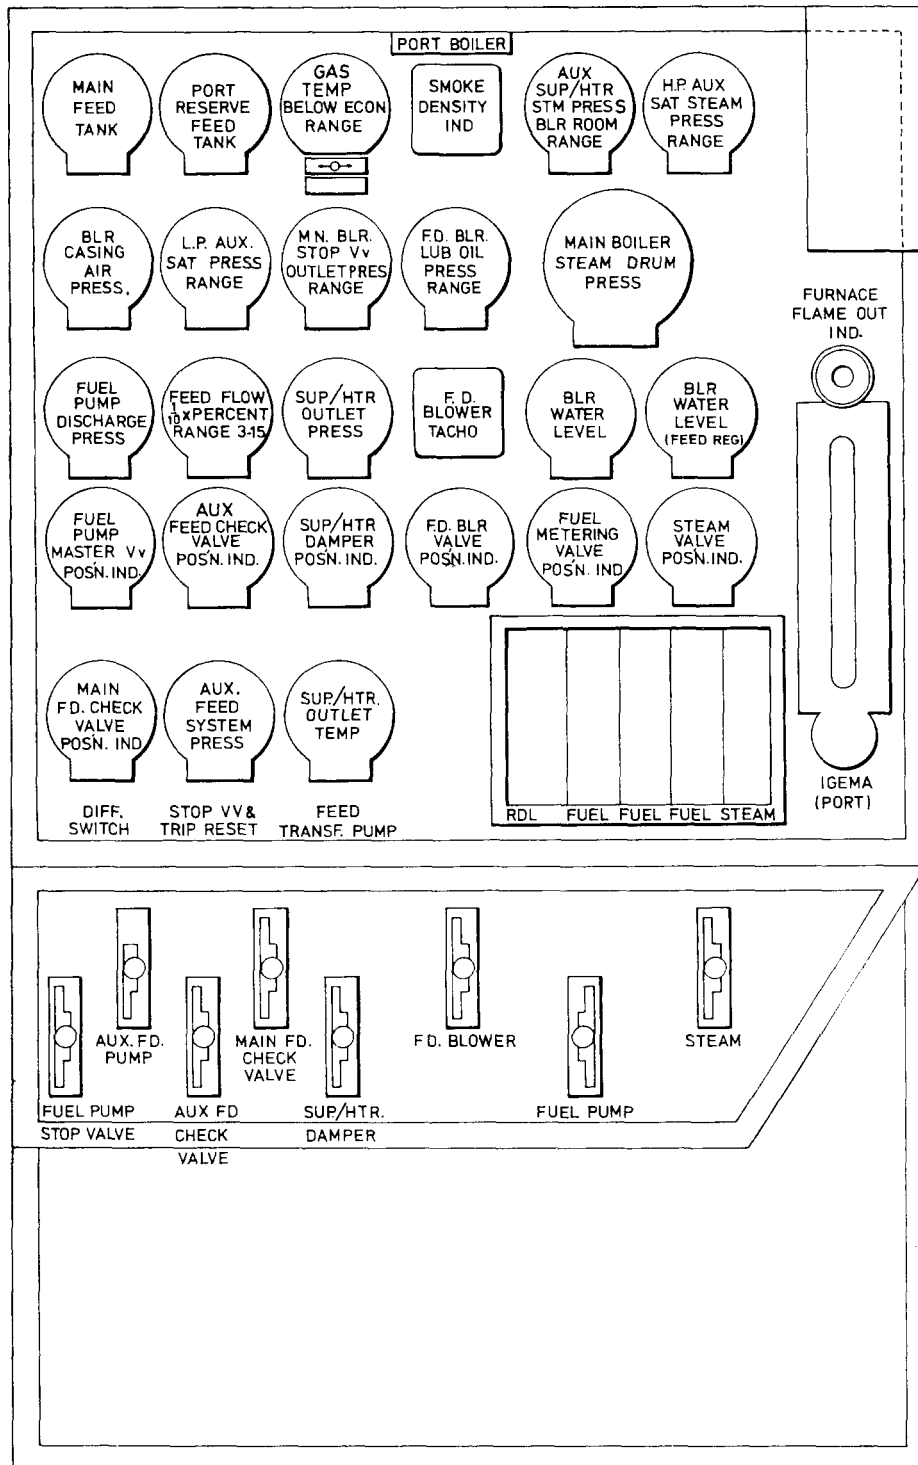 PORT BOILER
MAIN
FEED
TANK
PORT
RESERVE
FEED
TANK
GAS
TEMP
BELOW ECON
RANGE
SMOKE
DENSITY
IND
AUX
SUP/HTR
STM PRESS
BLR ROOM
RANGE
H.P. AUX
SAT STEAM
PRESS
RANGE
BLR
CASING
AIR
PRESS.
L.P. AUX.
SAT PRESS
RANGE
MN. BLR.
STOP Vv
OUTLET PRES
RANGE
F.D. BLR.
LUB OIL
PRESS
RANGE
MAIN BOILER
STEAM DRUM
PRESS
FURNACE
FLAME OUT
IND.
FUEL
PUMP
DISCHARGE
PRESS
FEED FLOW
1/10 x PERCENT
RANGE 3-15
SUP/HTR
OUTLET
PRESS
F. D.
BLOWER
TACHO
BLR
WATER
LEVEL
BLR
WATER
LEVEL
(FEED REG)
FUEL
PUMP
MASTER Vv
POS'N. IND.
AUX
FEED CHECK
VALVE
POS'N. IND.
SUP/HTR
DAMPER
POS'N. IND.
F.D. BLR
VALVE
POS'N. IND.
FUEL
METERING
VALVE
POS'N. IND
STEAM
VALVE
POS'N. IND.
MAIN
FD. CHECK
VALVE
POS'N. IND.
AUX.
FEED
SYSTEM
PRESS
SUP./HTR.
OUTLET
TEMP
RDL FUEL FUEL FUEL STEAM
IGEMA
(PORT)
DIFF.
SWITCH
STOP VV &
TRIP RESET
FEED
TRANSF. PUMP
AUX. FD.
PUMP
MAIN FD.
CHECK
VALVE
F.D. BLOWER
STEAM
FUEL PUMP
STOP VALVE
AUX FD
CHECK
VALVE
SUP/HTR.
DAMPER
FUEL PUMP